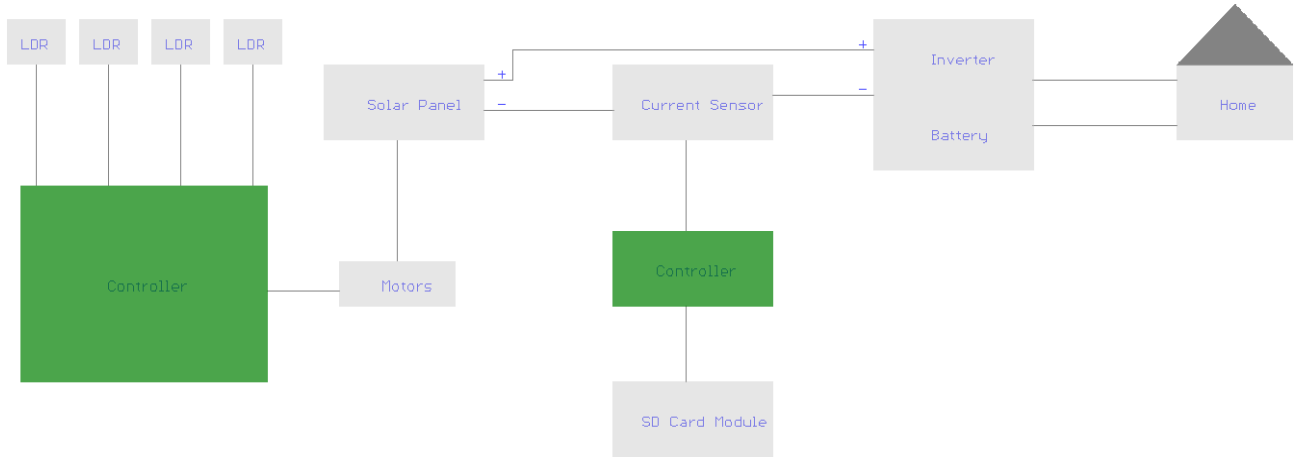 LDR LDR LDR LDR
+ + Inverter
Solar Panel - Current Sensor - Home
Battery
Controller Motors Controller
SD Card Module